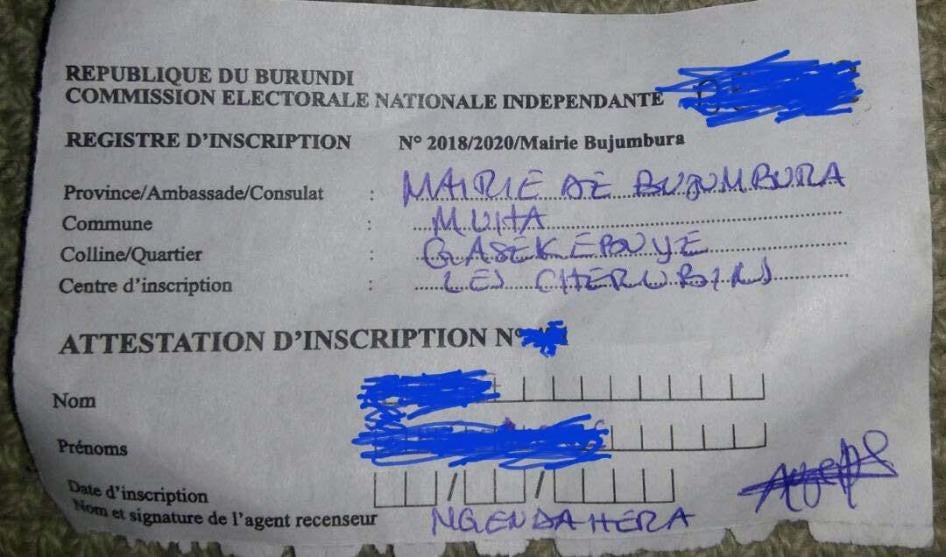 REPUBLIQUE DU BURUNDI
COMMISSION ELECTORALE NATIONALE INDEPENDANTE
REGISTRE D'INSCRIPTION N° 2018/2020/Mairie Bujumbura
Province/Ambassade/Consulat : MAIRIE DE BUJUMBURA
Commune : MUHA
Colline/Quartier : GASEKEBUYE
Centre d'inscription : LES CHERUBINS
ATTESTATION D'INSCRIPTION N°
Nom
Prénoms
Date d'inscription / /
Nom et signature de l'agent recenseur NGENDAHERA